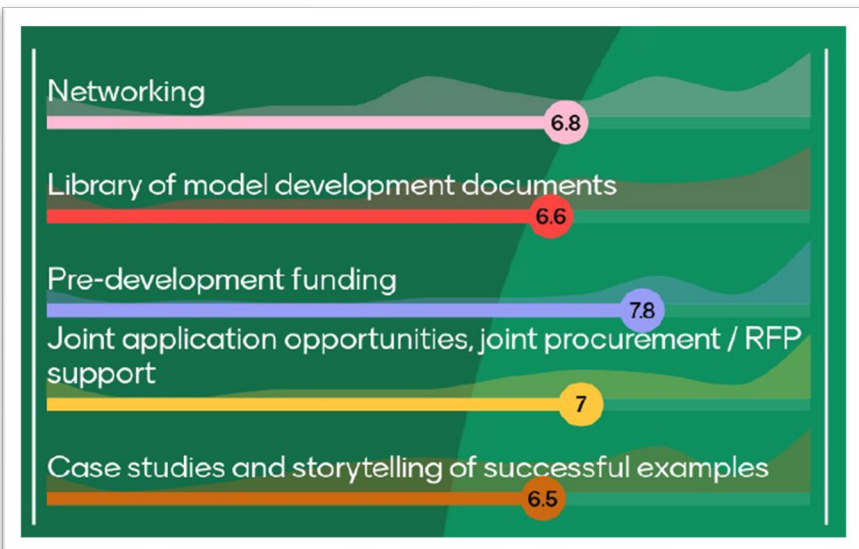 Networking
6.8
Library of model development documents
6.6
Pre-development funding
7.8
Joint application opportunities, joint procurement / RFP
support
7
Case studies and storytelling of successful examples
6.5